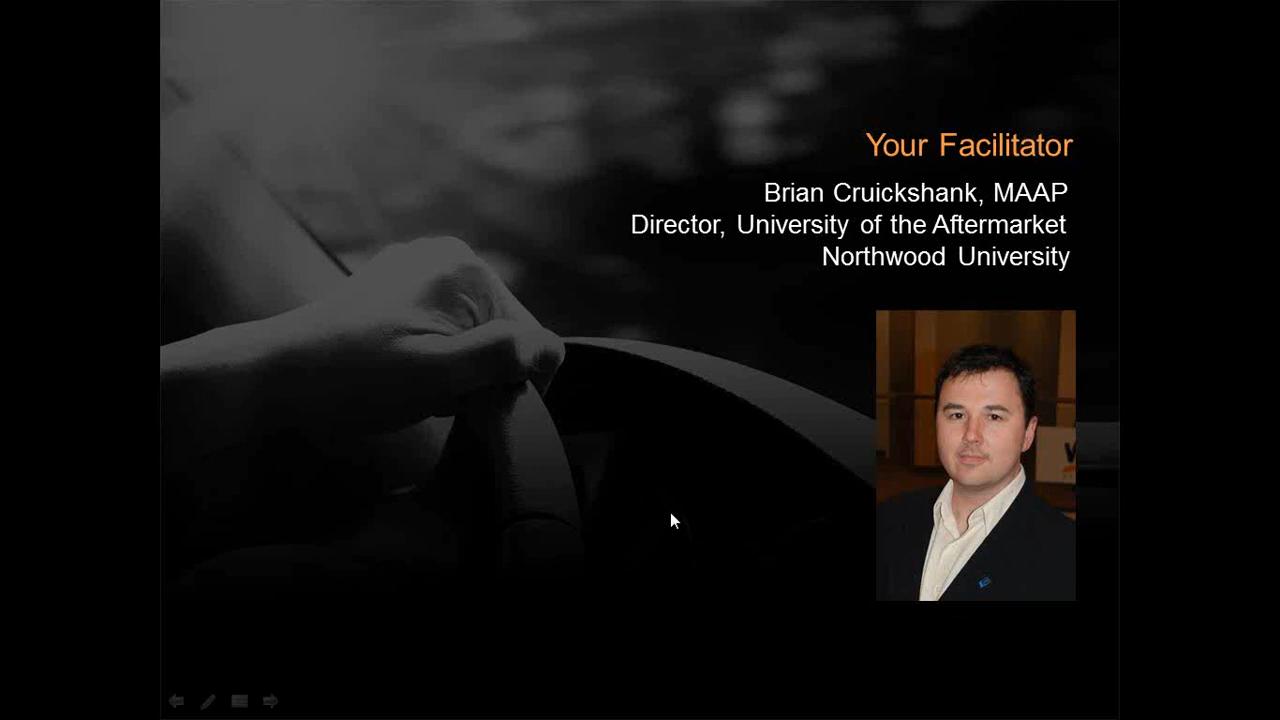 Your Facilitator
Brian Cruickshank, MAAP
Director, University of the Aftermarket
Northwood University